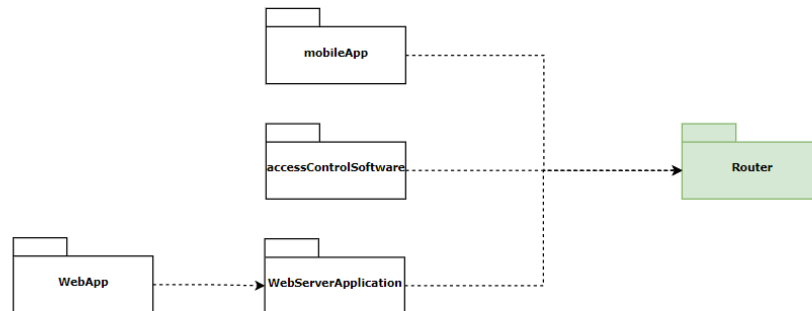 mobileApp
accessControlSoftware
Router
WebApp
WebServerApplication